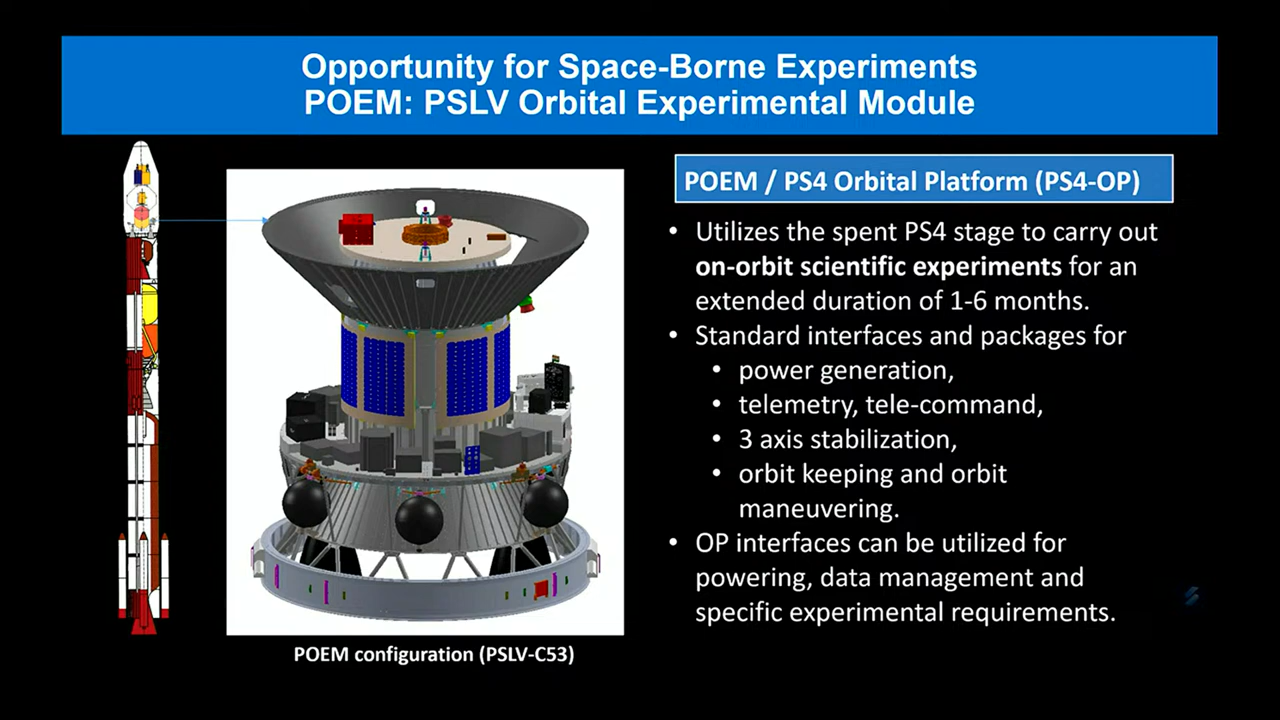 Opportunity for Space-Borne Experiments
POEM: PSLV Orbital Experimental Module
POEM / PS4 Orbital Platform (PS4-OP)
• Utilizes the spent PS4 stage to carry out
on-orbit scientific experiments for an
extended duration of 1-6 months.
• Standard interfaces and packages for
• power generation,
• telemetry, tele-command,
• 3 axis stabilization,
• orbit keeping and orbit
maneuvering.
• OP interfaces can be utilized for
powering, data management and
specific experimental requirements.
POEM configuration (PSLV-C53)